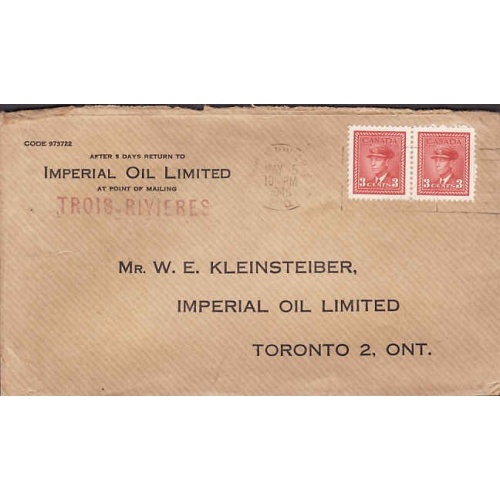 CODE 973722
AFTER 5 DAYS RETURN TO
IMPERIAL OIL LIMITED
AT POINT OF MAILING
TROIS-RIVIERES
PM
CANADA CANADA
3 CENTS 3 3 CENTS 3
MR. W. E. KLEINSTEIBER,
IMPERIAL OIL LIMITED
TORONTO 2, ONT.